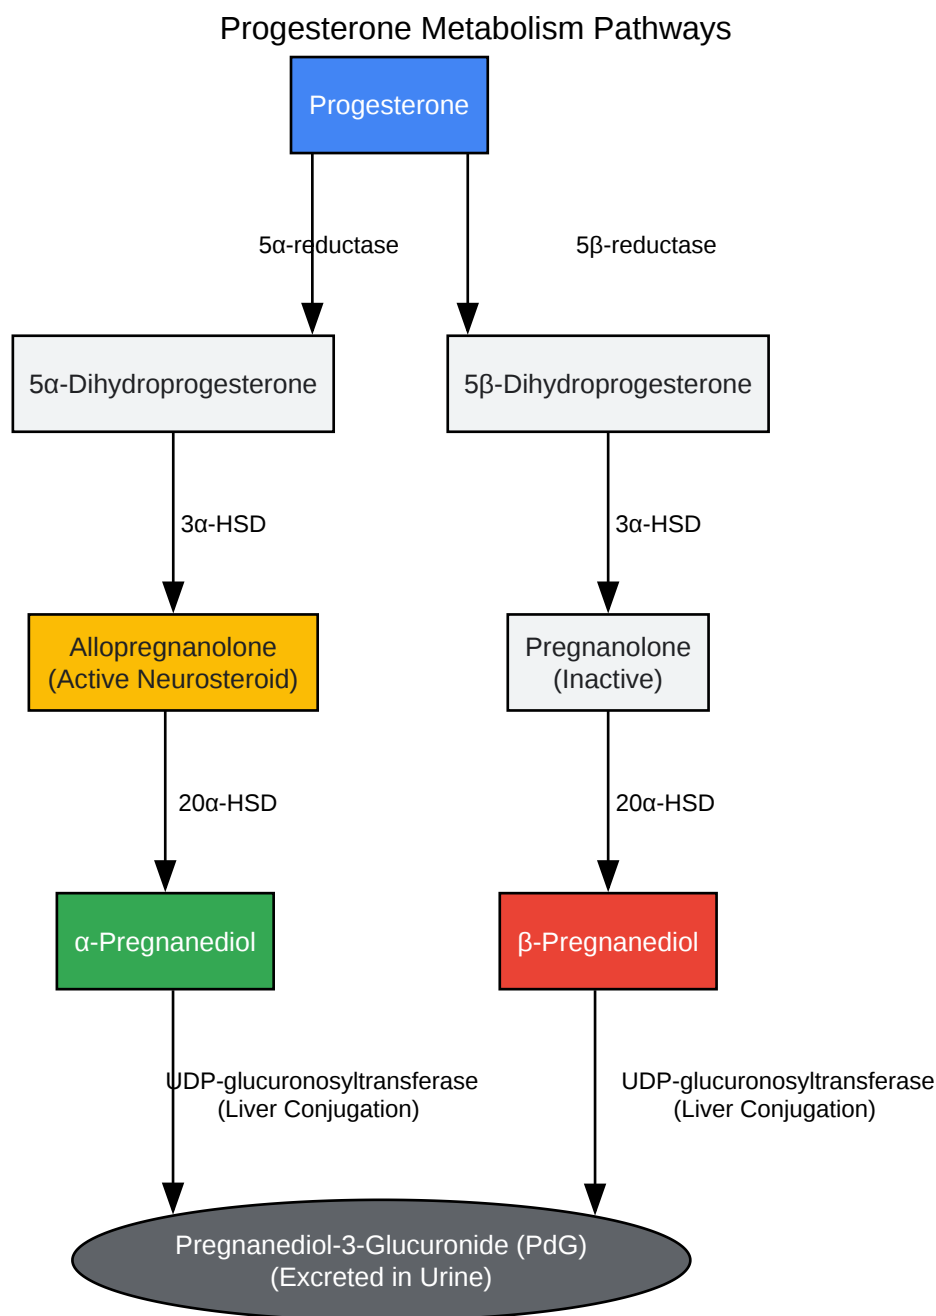 Progesterone Metabolism Pathways
Progesterone
5α-reductase
5β-reductase
5α-Dihydroprogesterone
5β-Dihydroprogesterone
3α-HSD
3α-HSD
Allopregnanolone
(Active Neurosteroid)
Pregnanolone
(Inactive)
20α-HSD
20α-HSD
α-Pregnanediol
β-Pregnanediol
UDP-glucuronosyltransferase
(Liver Conjugation)
UDP-glucuronosyltransferase
(Liver Conjugation)
Pregnanediol-3-Glucuronide (PdG)
(Excreted in Urine)